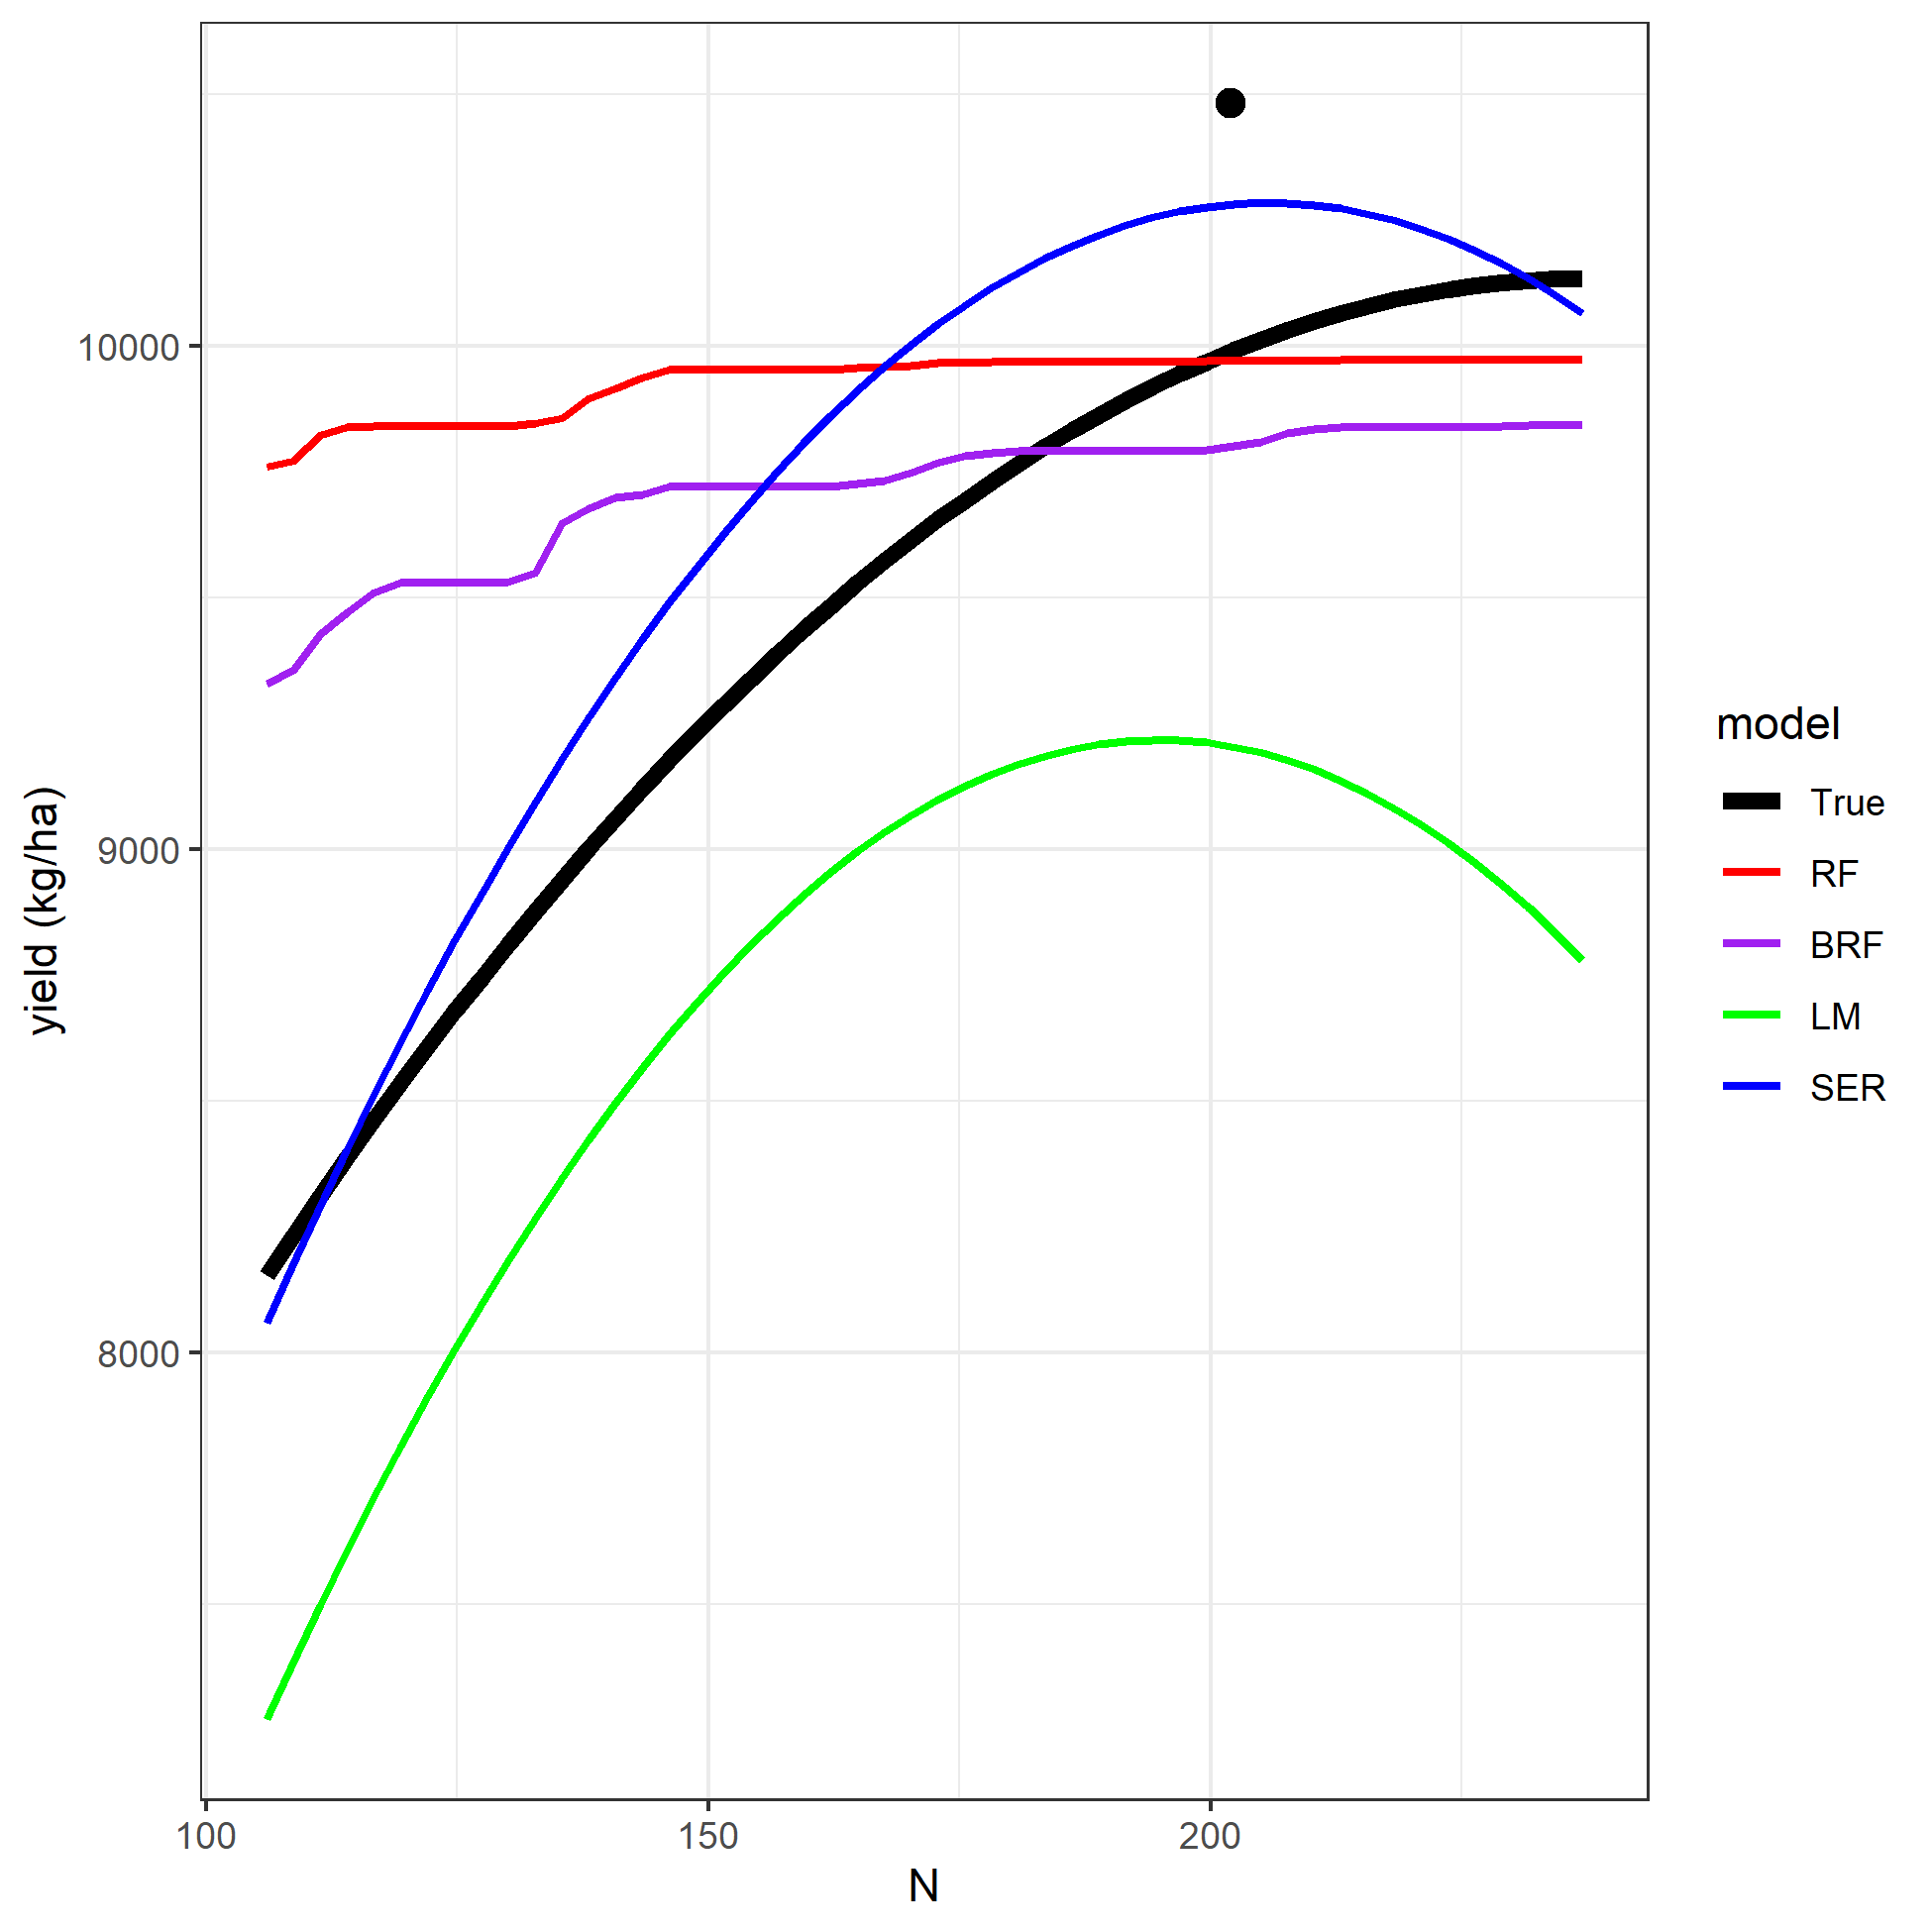 yield (kg/ha)
10000
9000
8000
100
150
200
N
model
True
RF
BRF
LM
SER